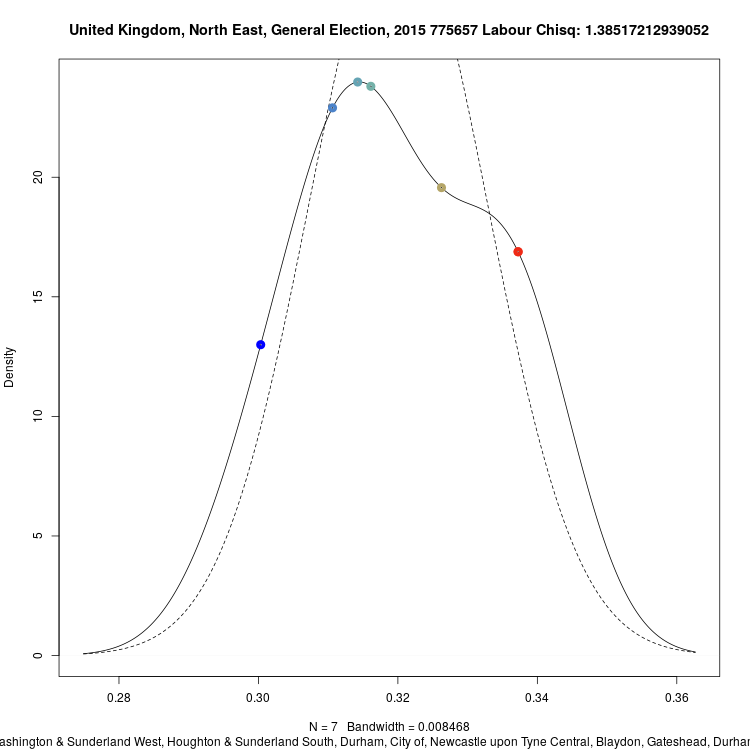 United Kingdom, North East, General Election, 2015 775657 Labour Chisq: 1.38517212939052
Density
20
15
10
5
0
0.28 0.30 0.32 0.34 0.36
N = 7 Bandwidth = 0.008468
ashington & Sunderland West, Houghton & Sunderland South, Durham, City of, Newcastle upon Tyne Central, Blaydon, Gateshead, Durha